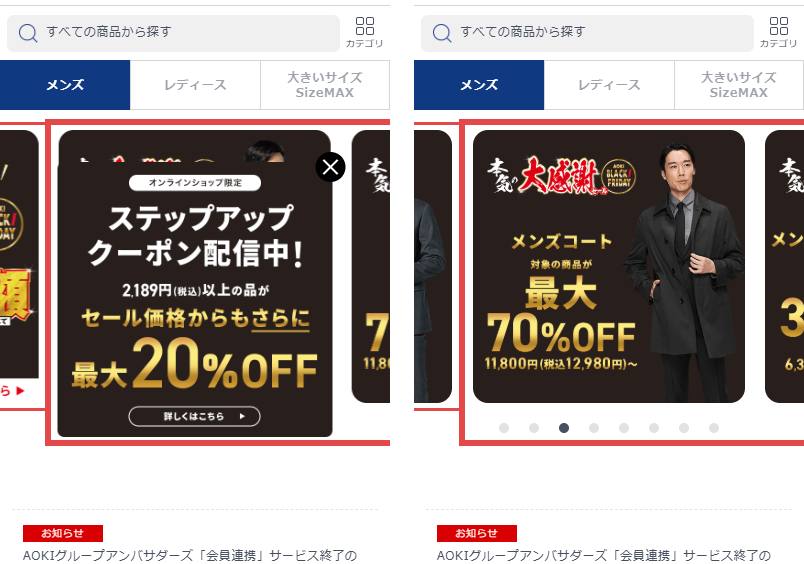 すべての商品から探す
カテゴリ
メンズ
レディース
大きいサイズ
SizeMAX
オンラインショップ限定
ステップアップ
クーポン配信中!
2,189円(税込)以上の品が
セール価格からもさらに
最大20%OFF
詳しくはこちら
お知らせ
AOKIグループアンバサダーズ「会員連携」サービス終了の
すべての商品から探す
カテゴリ
メンズ
レディース
大きいサイズ
SizeMAX
本気の大感謝セール
AOKI
BLACK!
FRIDAY
メンズコート
対象の商品が
最大
70%OFF
11,800円(税込12,980円)~
お知らせ
AOKIグループアンバサダーズ「会員連携」サービス終了の